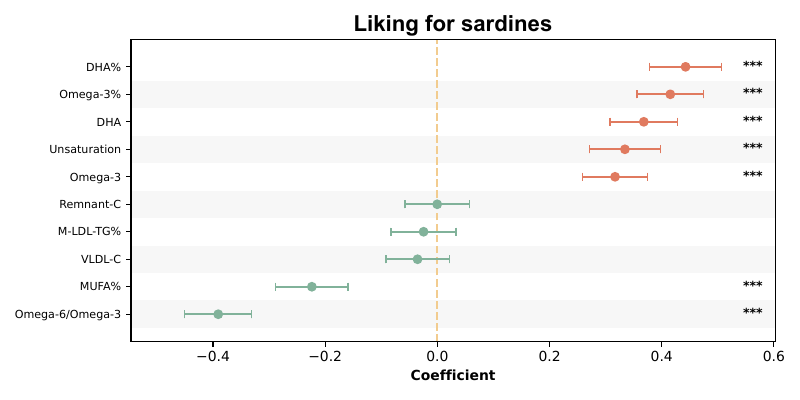 Liking for sardines
DHA% ***
Omega-3% ***
DHA ***
Unsaturation ***
Omega-3 ***
Remnant-C
M-LDL-TG%
VLDL-C
MUFA% ***
Omega-6/Omega-3 ***
−0.4 −0.2 0.0 0.2 0.4 0.6
Coefficient